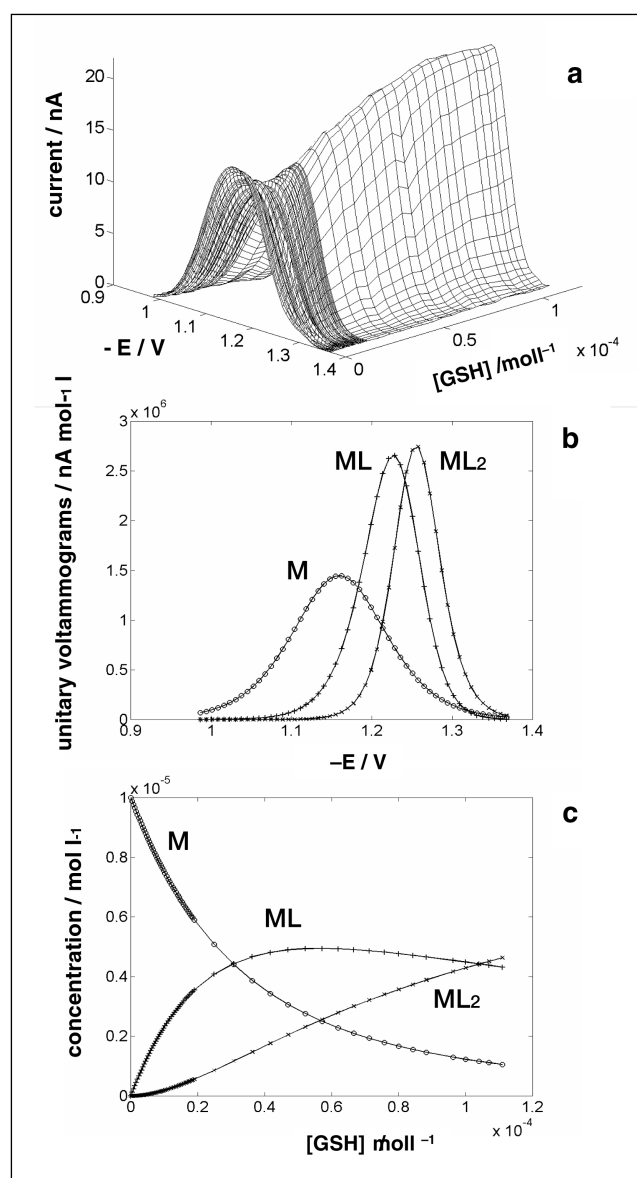 a
current / nA
20
15
10
5
0
0.9
1
1.1
1.2
1.3
1.4
- E / V
0
0.5
1
x 10-4
[GSH] /moll–1
b
3 x 106
2.5
2
1.5
1
0.5
0
unitary voltammograms / nA mol-1 l
M
ML
ML2
0.9
1
1.1
1.2
1.3
1.4
–E / V
c
1 x 10-5
0.8
0.6
0.4
0.2
0
concentration / mol l-1
M
ML
ML2
0
0.2
0.4
0.6
0.8
1
1.2
x 10-4
[GSH] moll –1